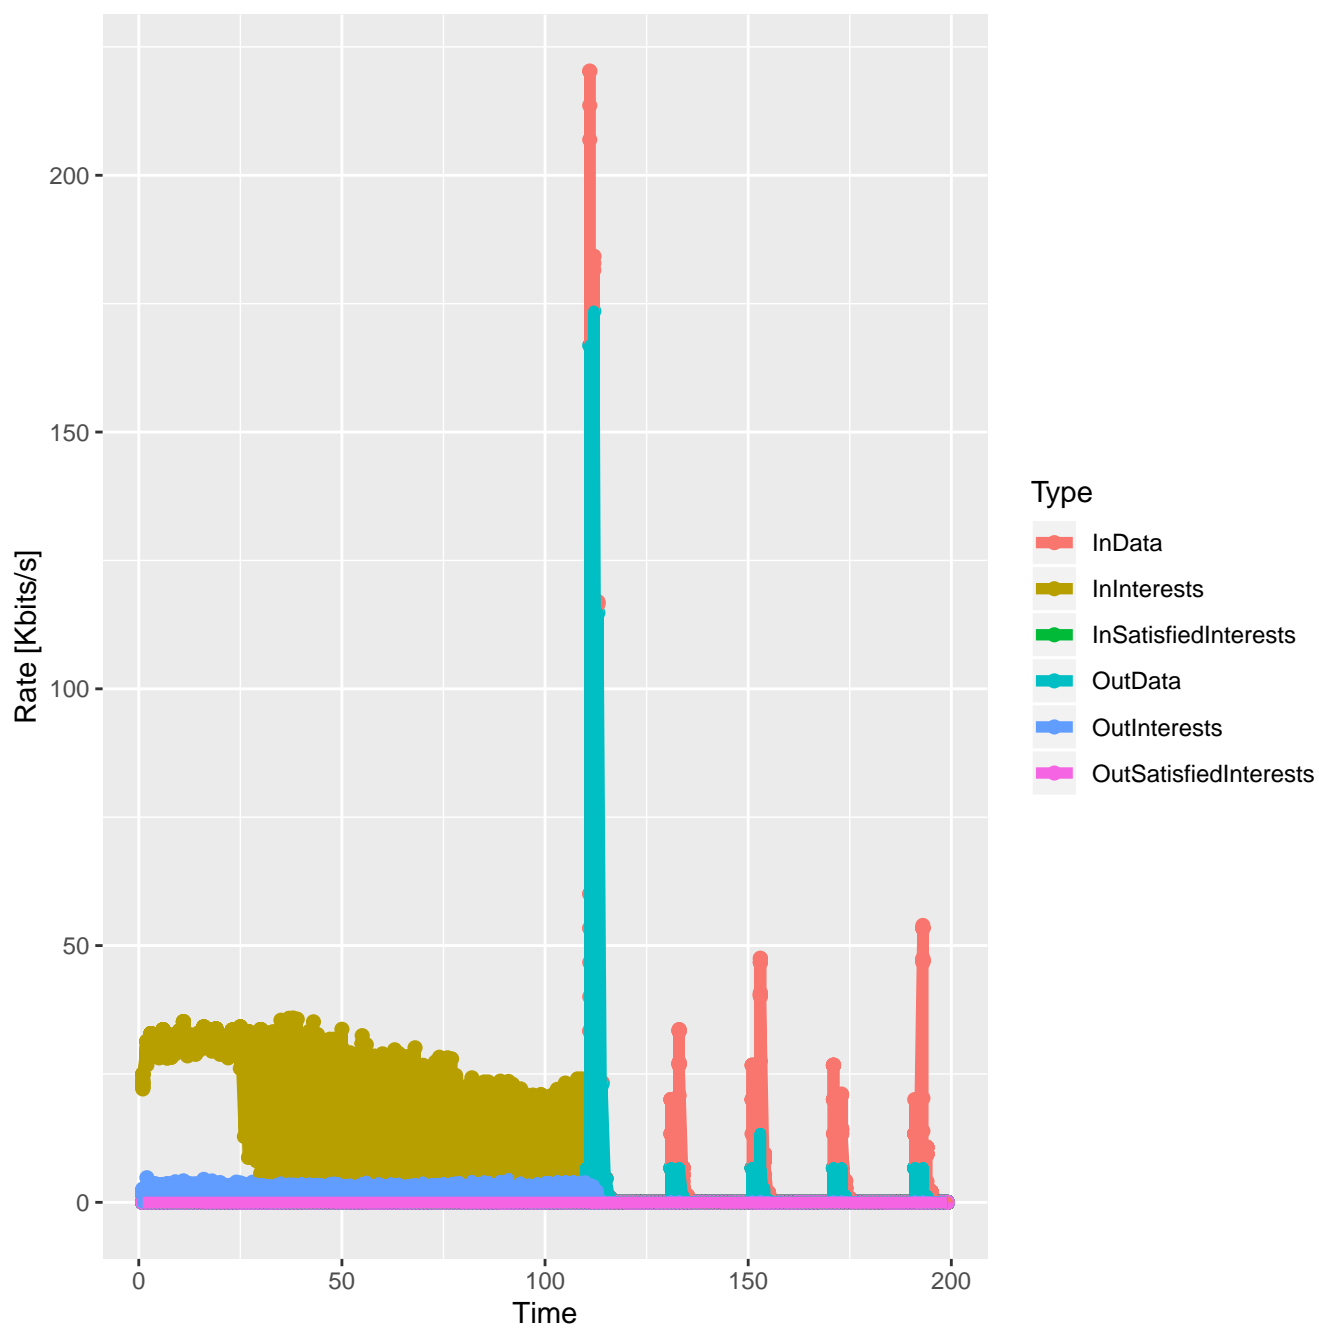 200
150
100
50
0
Rate [Kbits/s]
0 50 100 150 200
Time
Type
InData
InInterests
InSatisfiedInterests
OutData
OutInterests
OutSatisfiedInterests